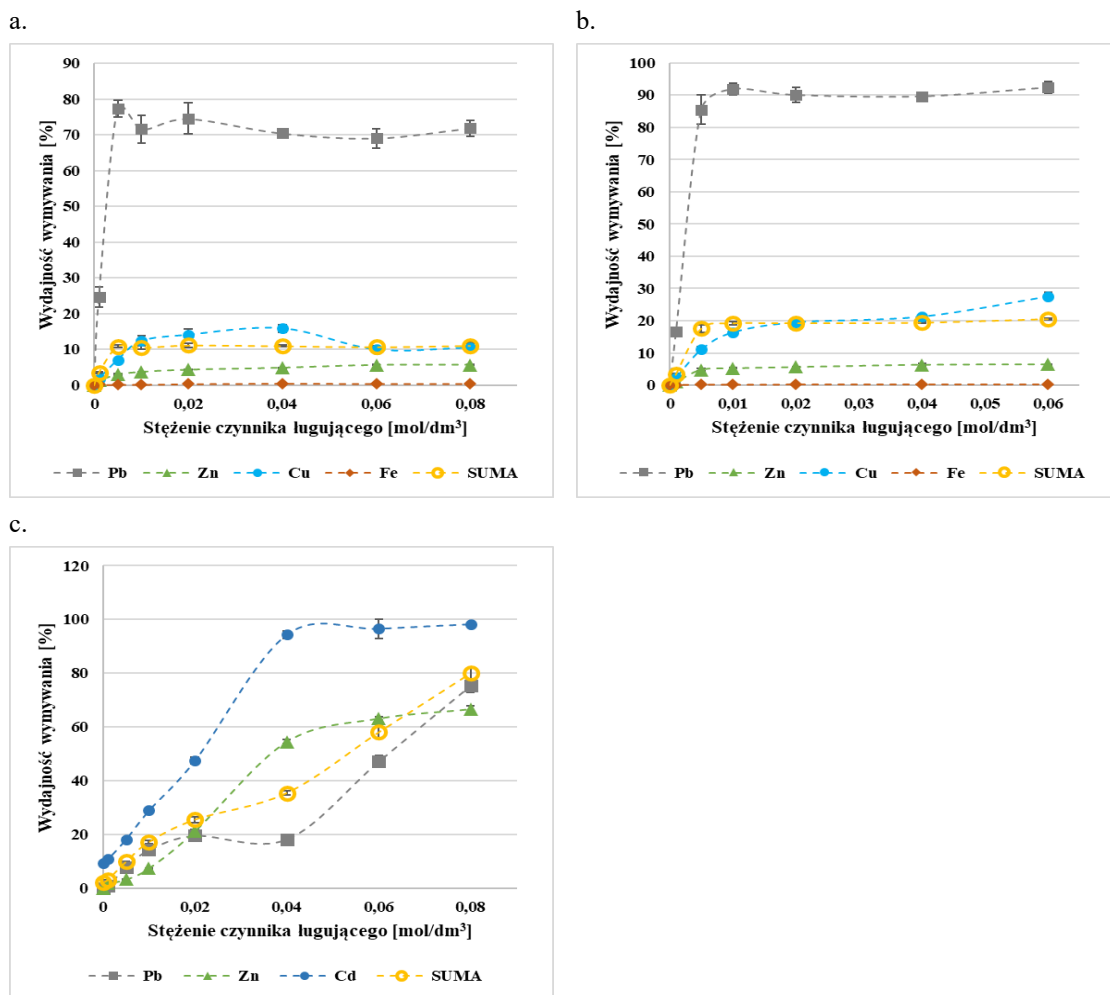 a.
90
80
70
60
50
40
30
20
10
0
Wydajność wymywania [%]
0 0,02 0,04 0,06 0,08
Stężenie czynnika ługującego [mol/dm³]
Pb Zn Cu Fe SUMA
b.
100
90
80
70
60
50
40
30
20
10
0
Wydajność wymywania [%]
0 0,01 0,02 0,03 0,04 0,05 0,06
Stężenie czynnika ługującego [mol/dm³]
Pb Zn Cu Fe SUMA
c.
120
100
80
60
40
20
0
Wydajność wymywania [%]
0 0,02 0,04 0,06 0,08
Stężenie czynnika ługującego [mol/dm³]
Pb Zn Cd SUMA